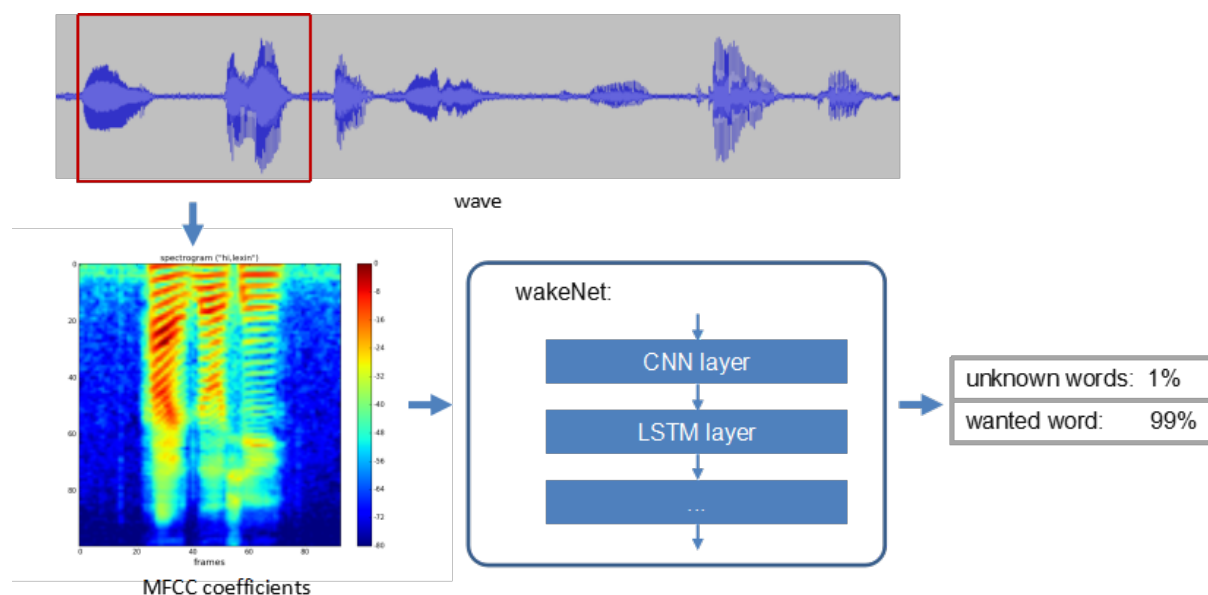 wave
spectrogram ("hi,lexin")
0
20
40
60
80
0
20
40
60
80
frames
0
-8
-16
-24
-32
-40
-48
-56
-64
-72
-80
MFCC coefficients
wakeNet:
CNN layer
LSTM layer
...
unknown words: 1%
wanted word: 99%